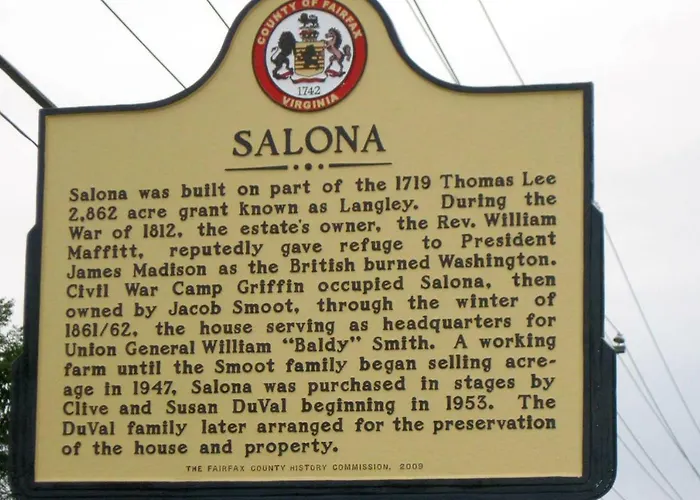 COUNTY OF FAIRFAX
1742
VIRGINIA
SALONA
Salona was built on part of the 1719 Thomas Lee
2,862 acre grant known as Langley. During the
War of 1812, the estate's owner, the Rev. William
Maffitt, reputedly gave refuge to President
James Madison as the British burned Washington.
Civil War Camp Griffin occupied Salona, then
owned by Jacob Smoot, through the winter of
1861/62, the house serving as headquarters for
Union General William "Baldy" Smith. A working
farm until the Smoot family began selling acre-
age in 1947, Salona was purchased in stages by
Clive and Susan DuVal beginning in 1953. The
DuVal family later arranged for the preservation
of the house and property.
THE FAIRFAX COUNTY HISTORY COMMISSION, 2009